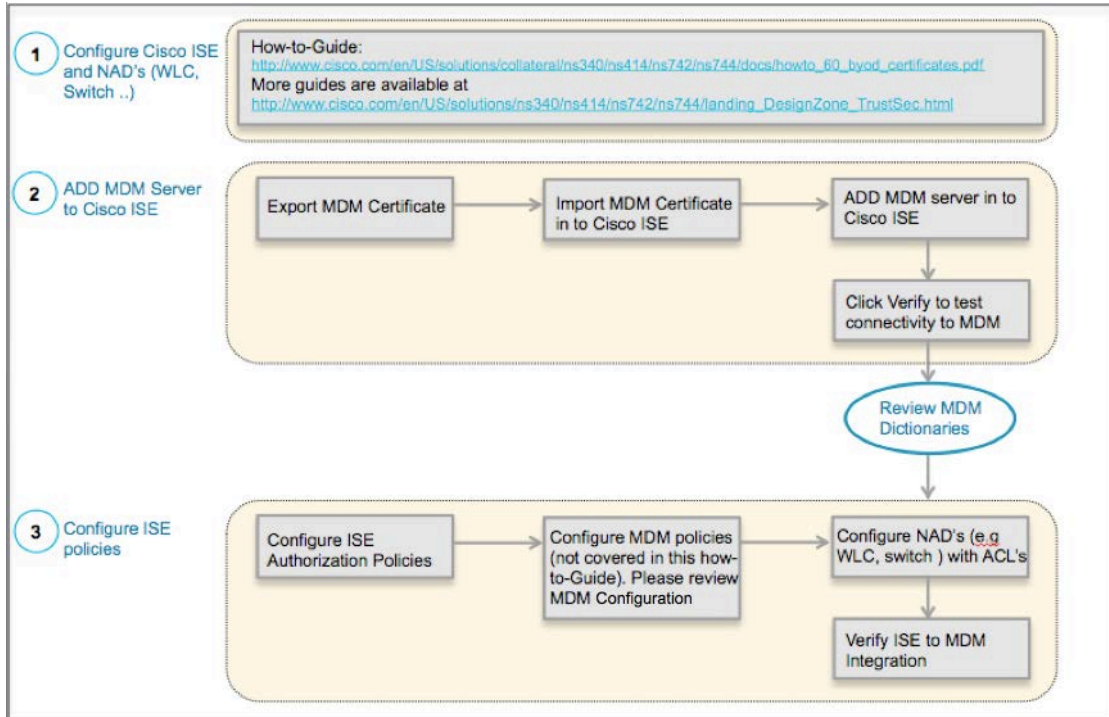 1
Configure Cisco ISE
and NAD's (WLC,
Switch ..)
How-to-Guide:
http://www.cisco.com/en/US/solutions/collateral/ns340/ns414/ns742/ns744/docs/howto_60_byod_certificates.pdf
More guides are available at
http://www.cisco.com/en/US/solutions/ns340/ns414/ns742/ns744/landing_DesignZone_TrustSec.html
2
ADD MDM Server
to Cisco ISE
Export MDM Certificate
Import MDM Certificate
in to Cisco ISE
ADD MDM server in to
Cisco ISE
Click Verify to test
connectivity to MDM
Review MDM
Dictionaries
3
Configure ISE
policies
Configure ISE
Authorization Policies
Configure MDM policies
(not covered in this how-
to-Guide). Please review
MDM Configuration
Configure NAD's (e.g
WLC, switch ) with ACL's
Verify ISE to MDM
Integration